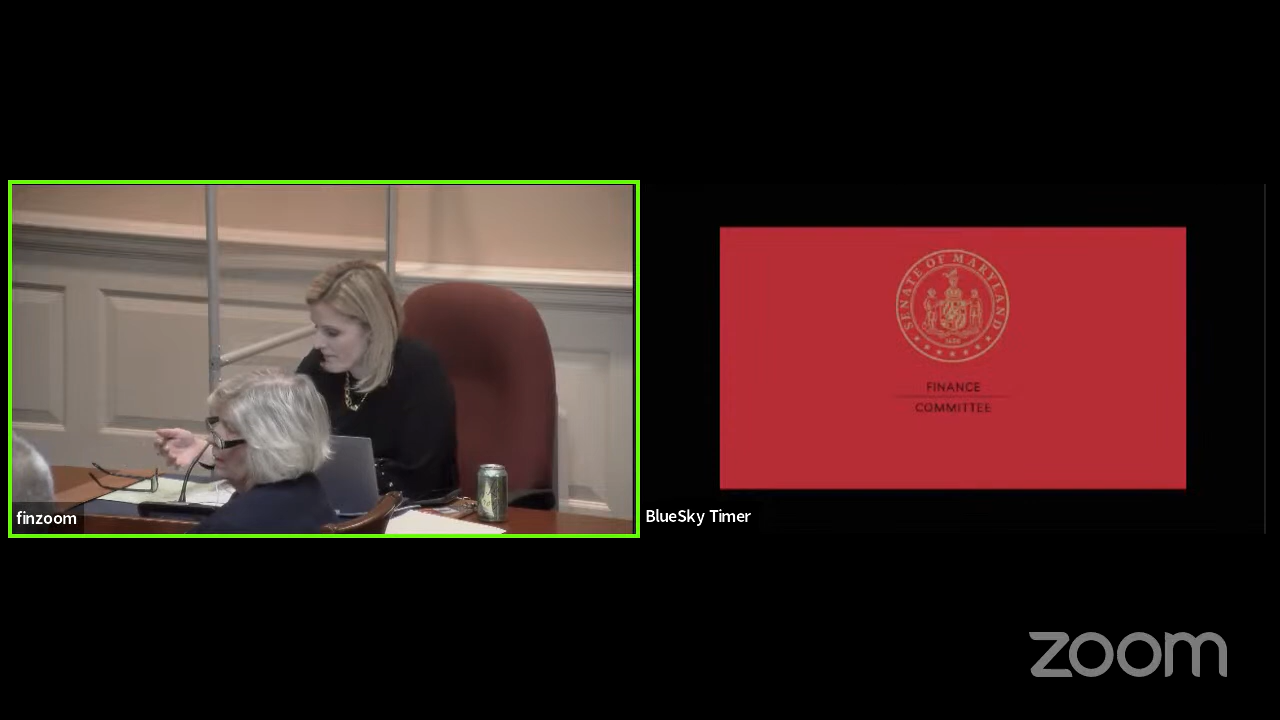 SENATE OF MARYLAND
FINANCE
COMMITTEE
finzoom
BlueSky Timer
zoom